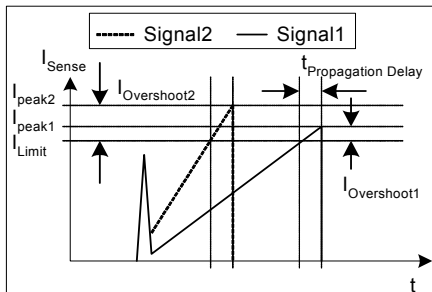 Signal2 Signal1
I_Sense
t_Propagation Delay
I_peak2
I_Overshoot2
I_peak1
I_Limit
I_Overshoot1
t